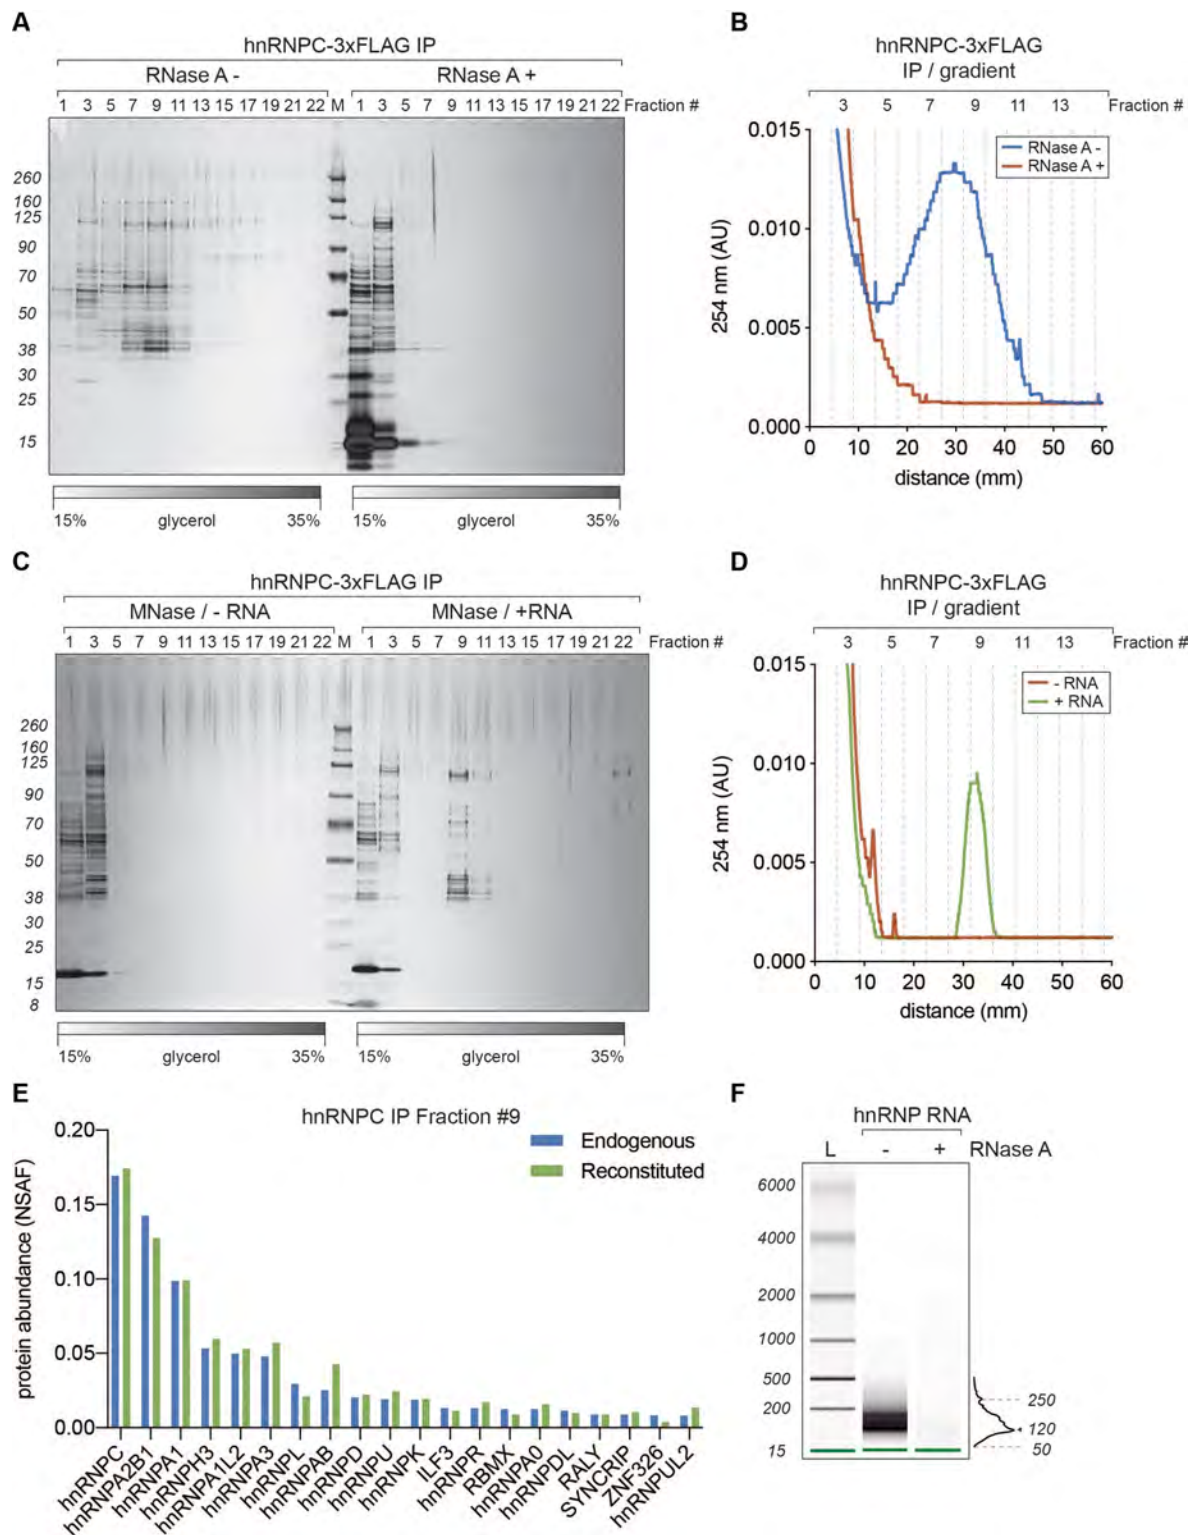 A
hnRNPC-3xFLAG IP
RNase A - RNase A +
1 3 5 7 9 11 13 15 17 19 21 22 M 1 3 5 7 9 11 13 15 17 19 21 22 Fraction #
260
160
125
90
70
50
38
30
25
15
15% glycerol 35% 15% glycerol 35%
B
hnRNPC-3xFLAG
IP / gradient
3 5 7 9 11 13 Fraction #
RNase A -
RNase A +
0.015
0.010
0.005
0.000
254 nm (AU)
0 10 20 30 40 50 60
distance (mm)
C
hnRNPC-3xFLAG IP
MNase / - RNA MNase / +RNA
1 3 5 7 9 11 13 15 17 19 21 22 M 1 3 5 7 9 11 13 15 17 19 21 22 Fraction #
260
160
125
90
70
50
38
30
25
15
8
15% glycerol 35% 15% glycerol 35%
D
hnRNPC-3xFLAG
IP / gradient
3 5 7 9 11 13 Fraction #
- RNA
+ RNA
0.015
0.010
0.005
0.000
254 nm (AU)
0 10 20 30 40 50 60
distance (mm)
E
hnRNPC IP Fraction #9
Endogenous
Reconstituted
0.20
0.15
0.10
0.05
0.00
protein abundance (NSAF)
hnRNPC
hnRNPA2B1
hnRNPA1
hnRNPH3
hnRNPA1L2
hnRNPA3
hnRNPL
hnRNPAB
hnRNPD
hnRNPU
hnRNPK
ILF3
hnRNPR
RBMX
hnRNPA0
hnRNPDL
RALY
SYNCRIP
ZNF326
hnRNPUL2
F
hnRNP RNA
L - + RNase A
6000
4000
2000
1000
500
200
15
250
120
50